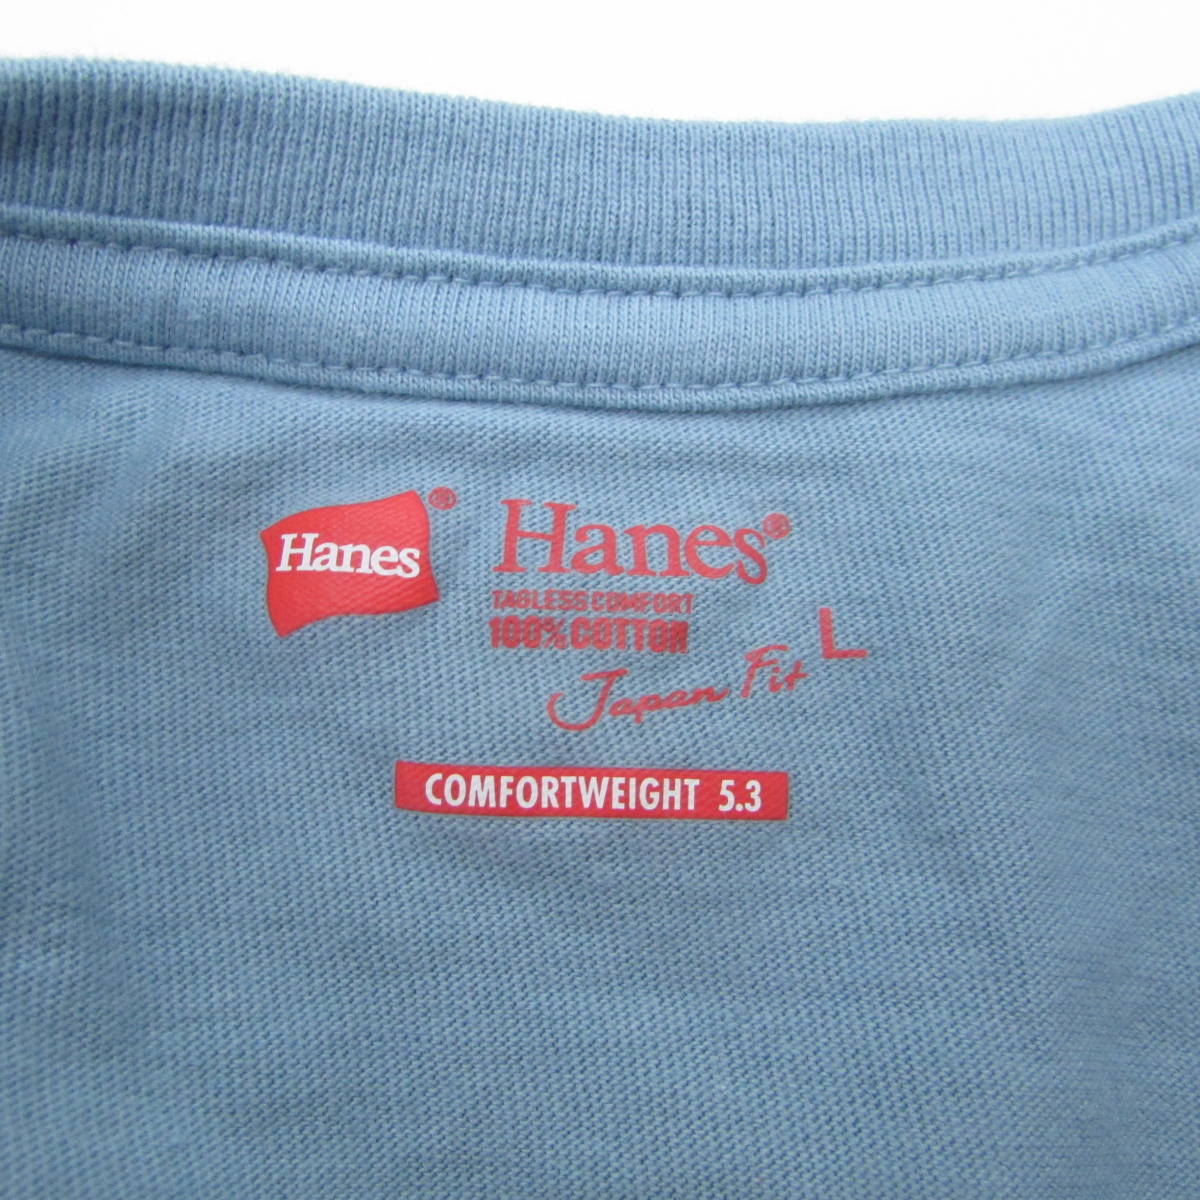 Hanes®
Hanes®
TAGLESS COMFORT
100% COTTON
L
Japan Fit
COMFORTWEIGHT 5.3